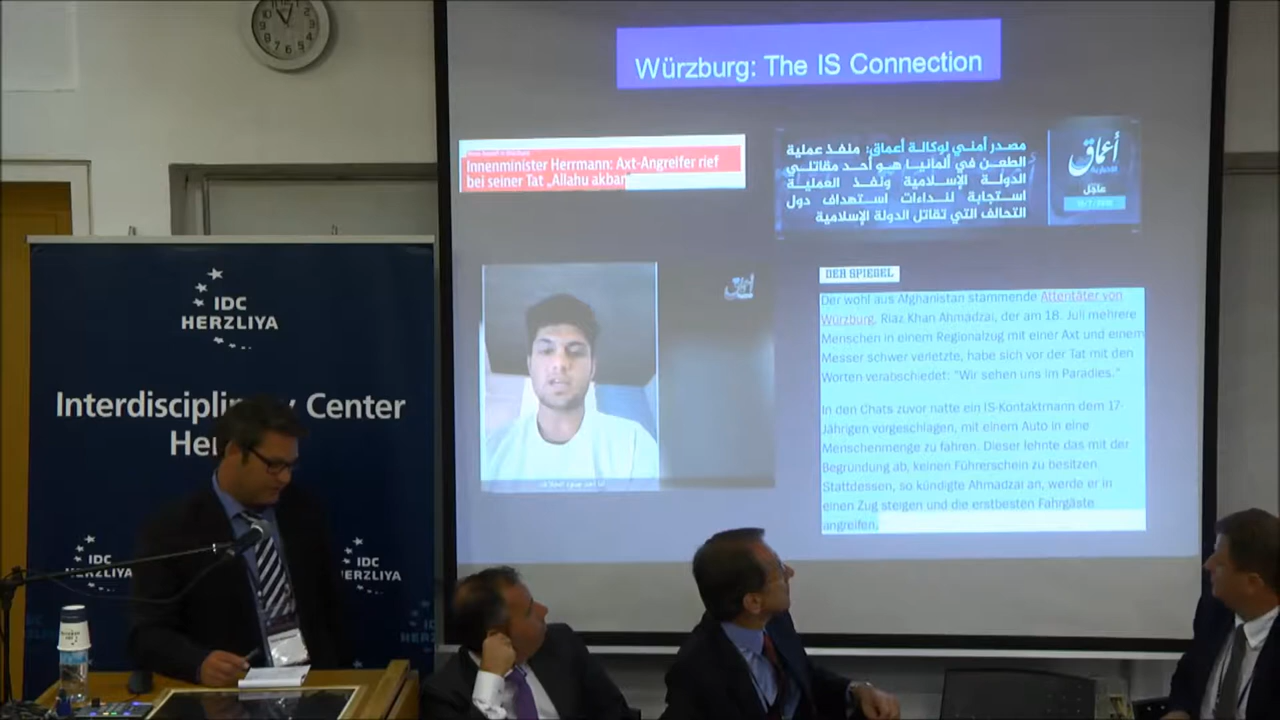 Würzburg: The IS Connection
Innenminister Herrmann: Axt-Angreifer rief
bei seiner Tat „Allahu akbar
مصدر أمني لوكالة أعماق: منفذ عملية
الطعن في ألمانيا هو أحد مقاتلي
الدولة الإسلامية ونفذ العملية
استجابة لنداءات استهداف دول
التحالف التي تقاتل الدولة الإسلامية
أعماق
عاجل
أعماق
DER SPIEGEL
Der wohl aus Afghanistan stammende Attentäter von
Würzburg, Riaz Khan Ahmadzai, der am 18. Juli mehrere
Menschen in einem Regionalzug mit einer Axt und einem
Messer schwer verletzte, habe sich vor der Tat mit den
Worten verabschiedet: "Wir sehen uns im Paradies."
In den Chats zuvor hatte ein IS-Kontaktmann dem 17-
Jährigen vorgeschlagen, mit einem Auto in eine
Menschenmenge zu fahren. Dieser lehnte das mit der
Begründung ab, keinen Führerschein zu besitzen
Stattdessen, so kündigte Ahmadzai an, werde er in
einen Zug steigen und die erstbesten Fahrgäste
angreifen.
IDC
HERZLIYA
Center
IDC
HERZLIYA
IDC